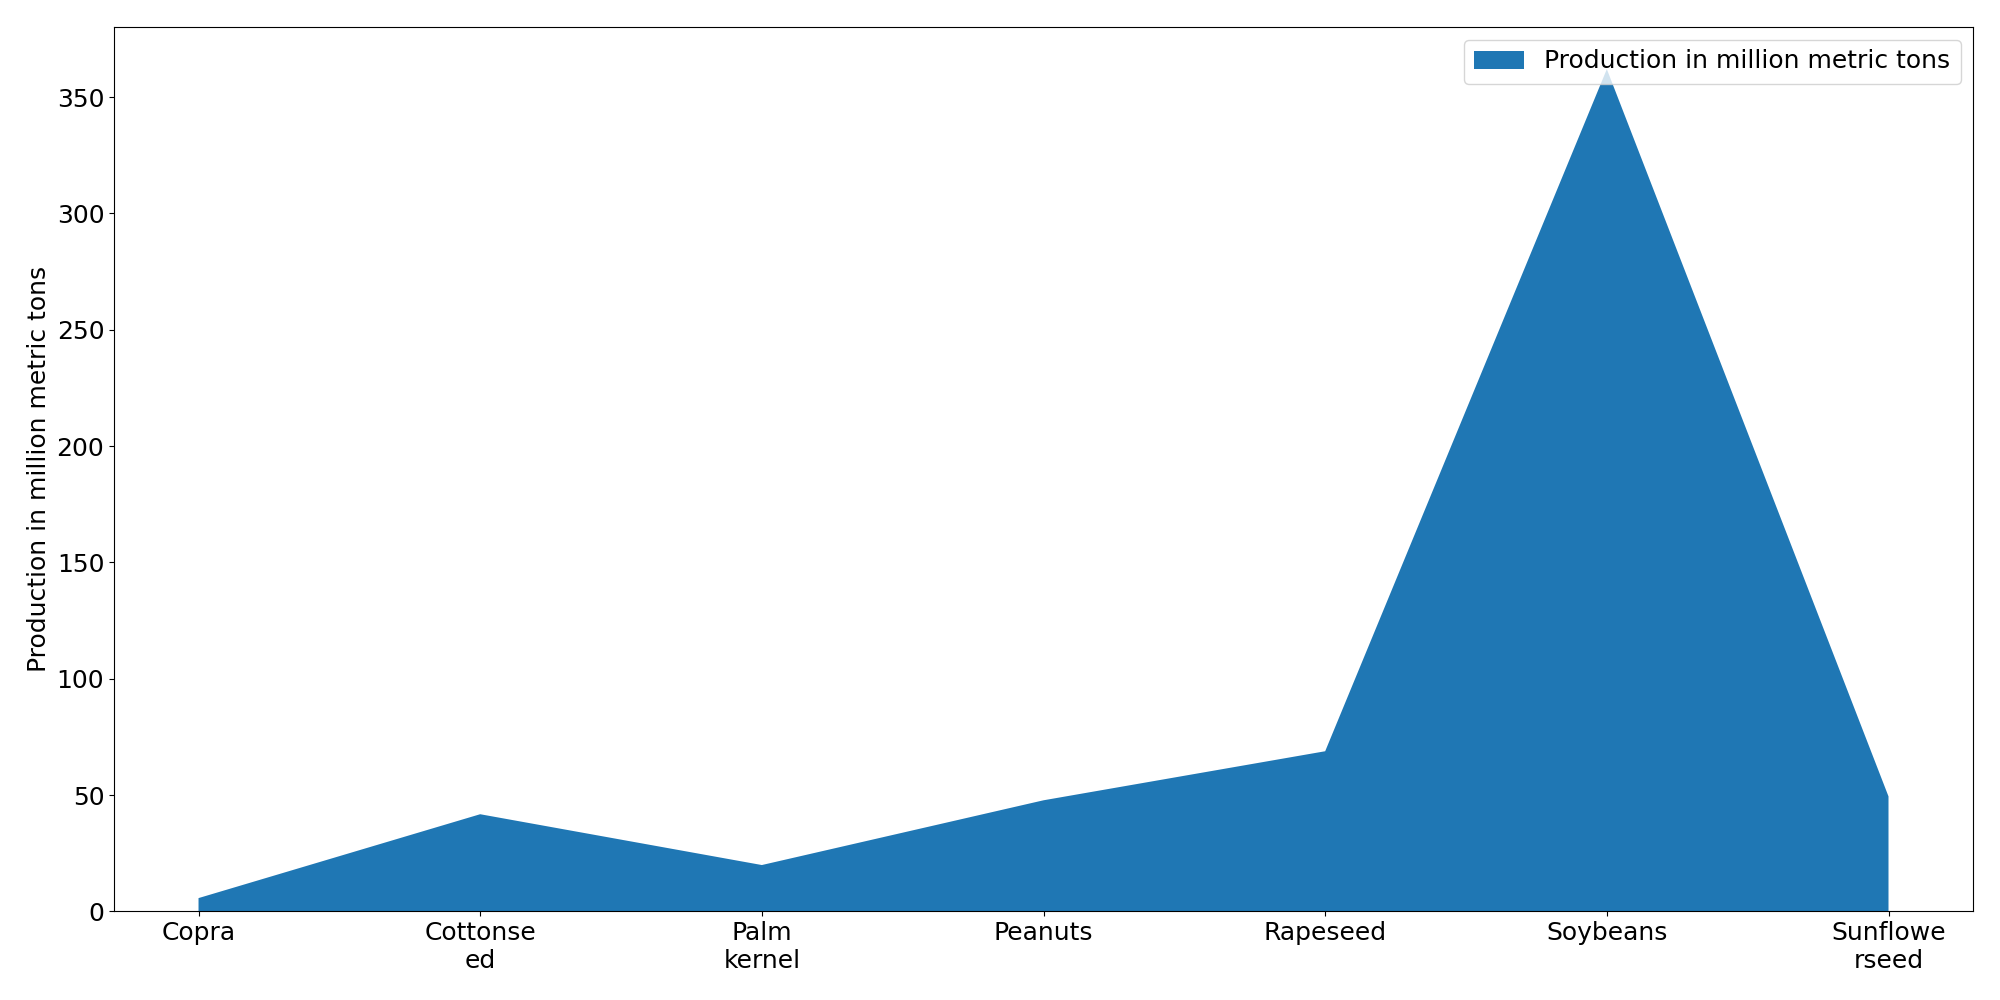 Production in million metric tons
Production in million metric tons
350
300
250
200
150
100
50
0
Copra
Cottonse
ed
Palm
kernel
Peanuts
Rapeseed
Soybeans
Sunflowe
rseed